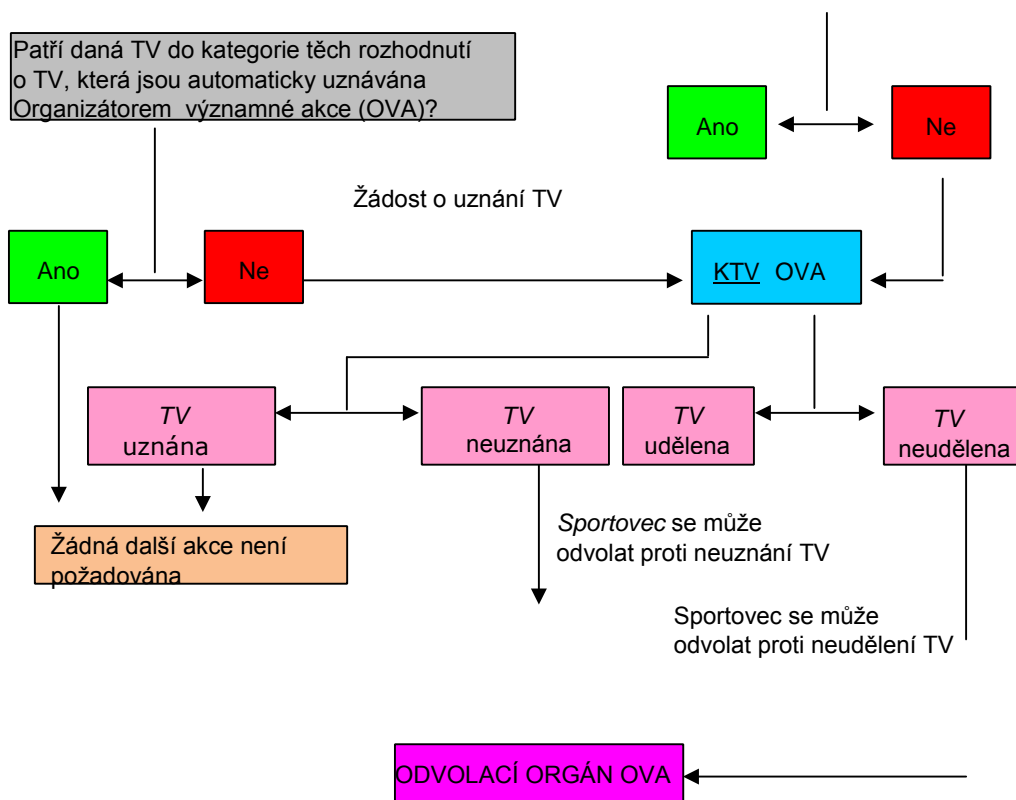 Patří daná TV do kategorie těch rozhodnutí
o TV, která jsou automaticky uznávána
Organizátorem významné akce (OVA)?
Ano
Ne
Žádost o uznání TV
Ano
Ne
KTV OVA
TV
uznána
TV
neuznána
TV
udělena
TV
neudělena
Žádná další akce není
požadována
Sportovec se může
odvolat proti neuznání TV
Sportovec se může
odvolat proti neudělení TV
ODVOLACÍ ORGÁN OVA